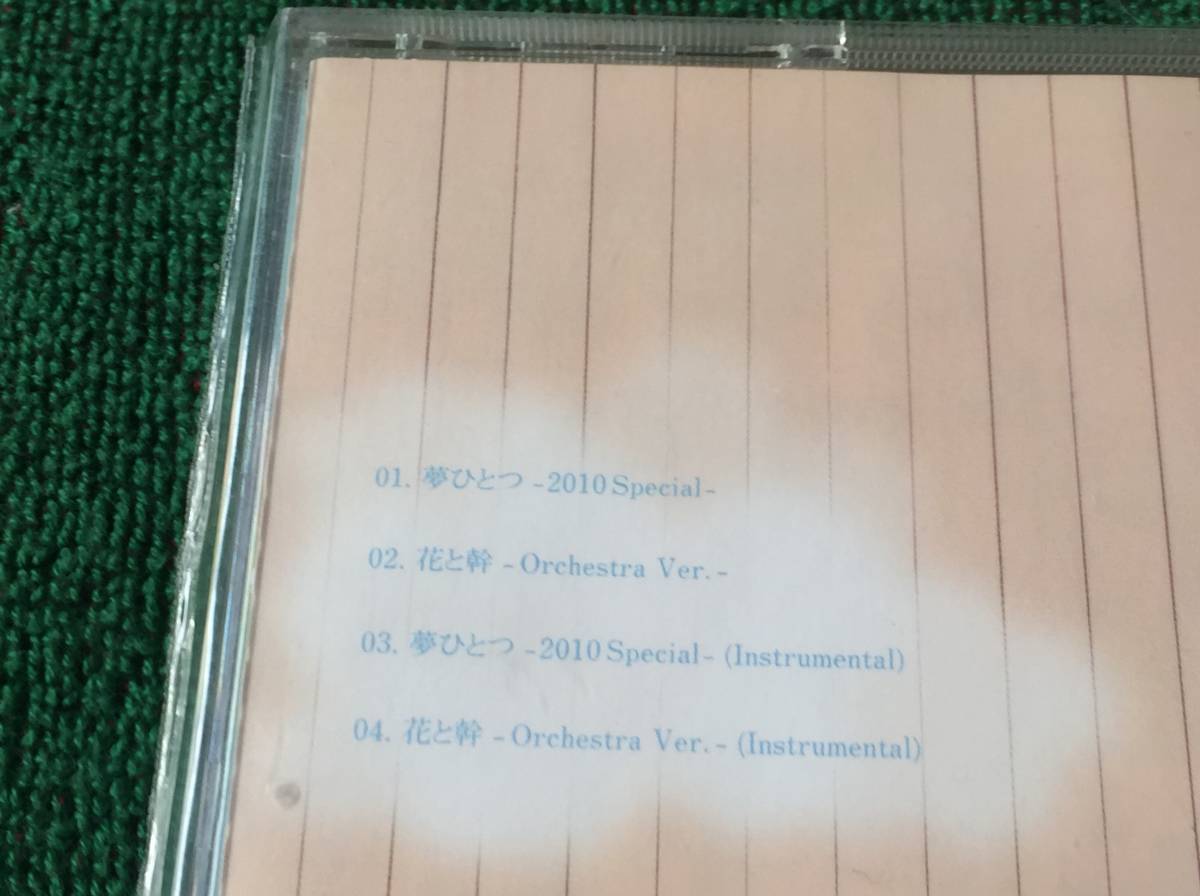 01. 夢ひとつ -2010 Special-
02. 花と幹 -Orchestra Ver.-
03. 夢ひとつ -2010 Special- (Instrumental)
04. 花と幹 -Orchestra Ver.- (Instrumental)